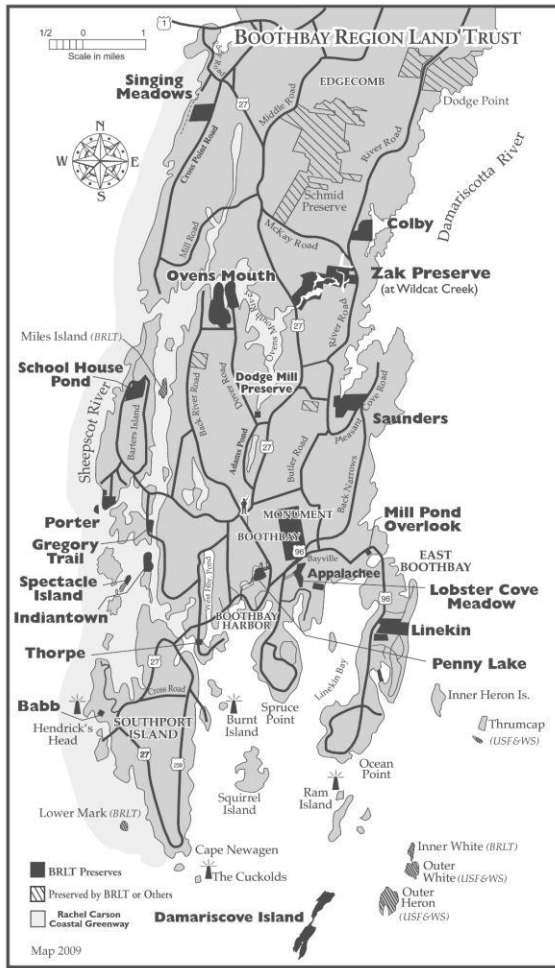 1
1/2 0 1
Scale in miles
BOOTHBAY REGION LAND TRUST
EDGECOMB
Dodge Point
Singing
Meadows
27
Middle Road
River Road
Cross Point Road
N
W E
S
Schmid
Preserve
Damariscotta River
Mill Road
McKay Road
Colby
Ovens Mouth
Zak Preserve
(at Wildcat Creek)
Ovens Mouth River
27
River Road
Miles Island (BRLT)
School House
Pond
Back River Road
Dover Road
Dodge Mill
Preserve
Pleasant Cove Road
Saunders
Sheepscot River
Barters Island
Adams Pond
27
Butler Road
Back Narrows
Mill Pond
Overlook
Porter
MONUMENT
BOOTHBAY
Gregory
Trail
96
Bayville
EAST
BOOTHBAY
Spectacle
Island
West Harbor Pond
Appalachee
Lobster Cove
Meadow
Indiantown
BOOTHBAY
HARBOR
96
Linekin
Thorpe
27
Penny Lake
Linekin Bay
Cross Road
Babb
Hendrick's
Head
SOUTHPORT
ISLAND
Burnt
Island
Spruce
Point
Inner Heron Is.
Thrumcap
(USF&WS)
27
238
Squirrel
Island
Ocean
Point
Ram
Island
Lower Mark (BRLT)
Cape Newagen
The Cuckolds
Inner White (BRLT)
Outer
White (USF&WS)
Outer
Heron
(USF&WS)
BRLT Preserves
Preserved by BRLT or Others
Rachel Carson
Coastal Greenway
Damariscove Island
Map 2009